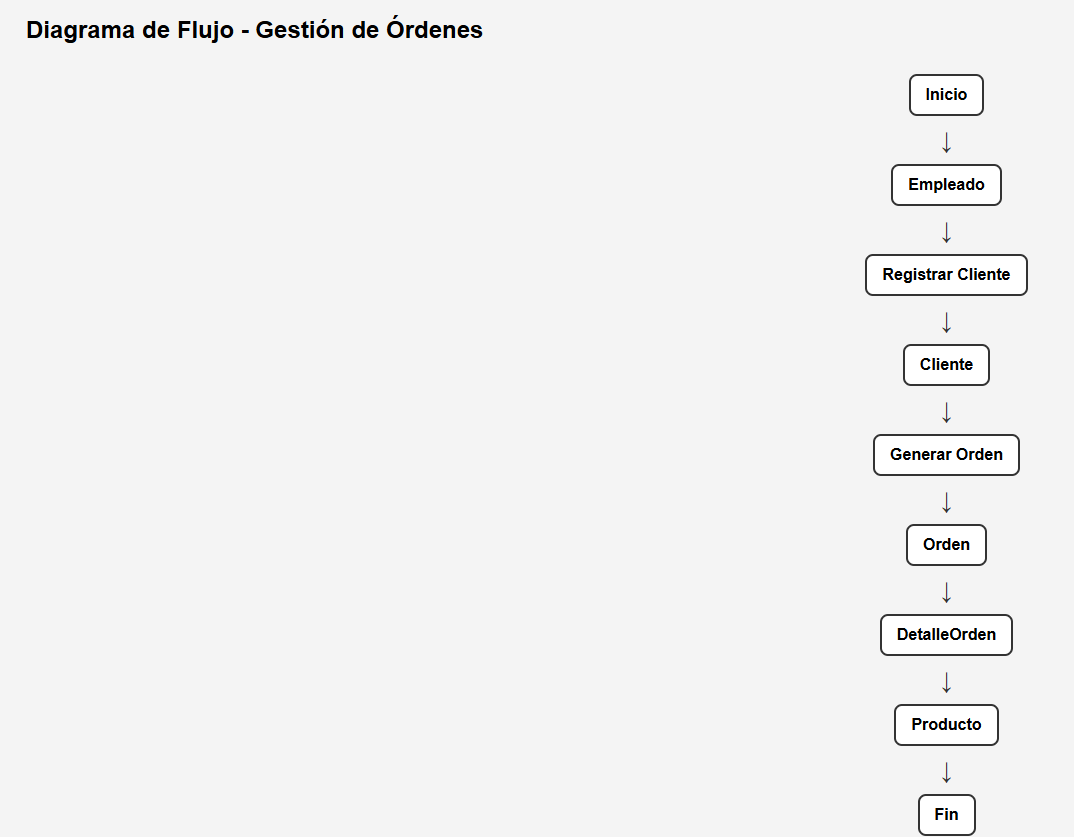 Diagrama de Flujo - Gestión de Órdenes
Inicio
↓
Empleado
↓
Registrar Cliente
↓
Cliente
↓
Generar Orden
↓
Orden
↓
DetalleOrden
↓
Producto
↓
Fin